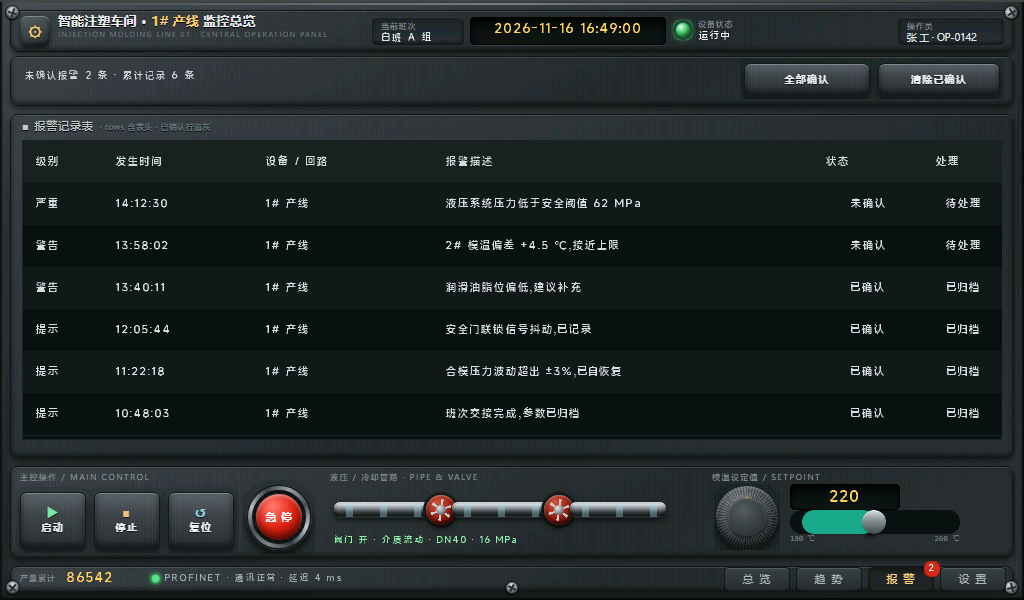 智能注塑车间 • 1# 产线 监控总览
INJECTION MOLDING LINE 01 · CENTRAL OPERATION PANEL
当前班次
白班 A 组
2026-11-16 16:49:00
设备状态
运行中
操作员
张工 · OP-0142
未确认报警 2 条 · 累计记录 6 条
全部确认
清除已确认
■ 报警记录表 · rows 含表头 · 已确认行置灰
级别 发生时间 设备 / 回路 报警描述 状态 处理
严重 14:12:30 1# 产线 液压系统压力低于安全阈值 62 MPa 未确认 待处理
警告 13:58:02 1# 产线 2# 模温偏差 +4.5 ℃,接近上限 未确认 待处理
警告 13:40:11 1# 产线 润滑油脂位偏低,建议补充 已确认 已归档
提示 12:05:44 1# 产线 安全门联锁信号抖动,已记录 已确认 已归档
提示 11:22:18 1# 产线 合模压力波动超出 ±3%,已自恢复 已确认 已归档
提示 10:48:03 1# 产线 班次交接完成,参数已归档 已确认 已归档
主控操作 / MAIN CONTROL
启动
停止
复位
急停
液压 / 冷却管路 · PIPE & VALVE
阀门 开 · 介质流动 · DN40 · 16 MPa
模温设定值 / SETPOINT
220
180 ℃ 260 ℃
产量累计 86542
PROFINET · 通讯正常 · 延迟 4 ms
总览
趋势
报警 2
设置